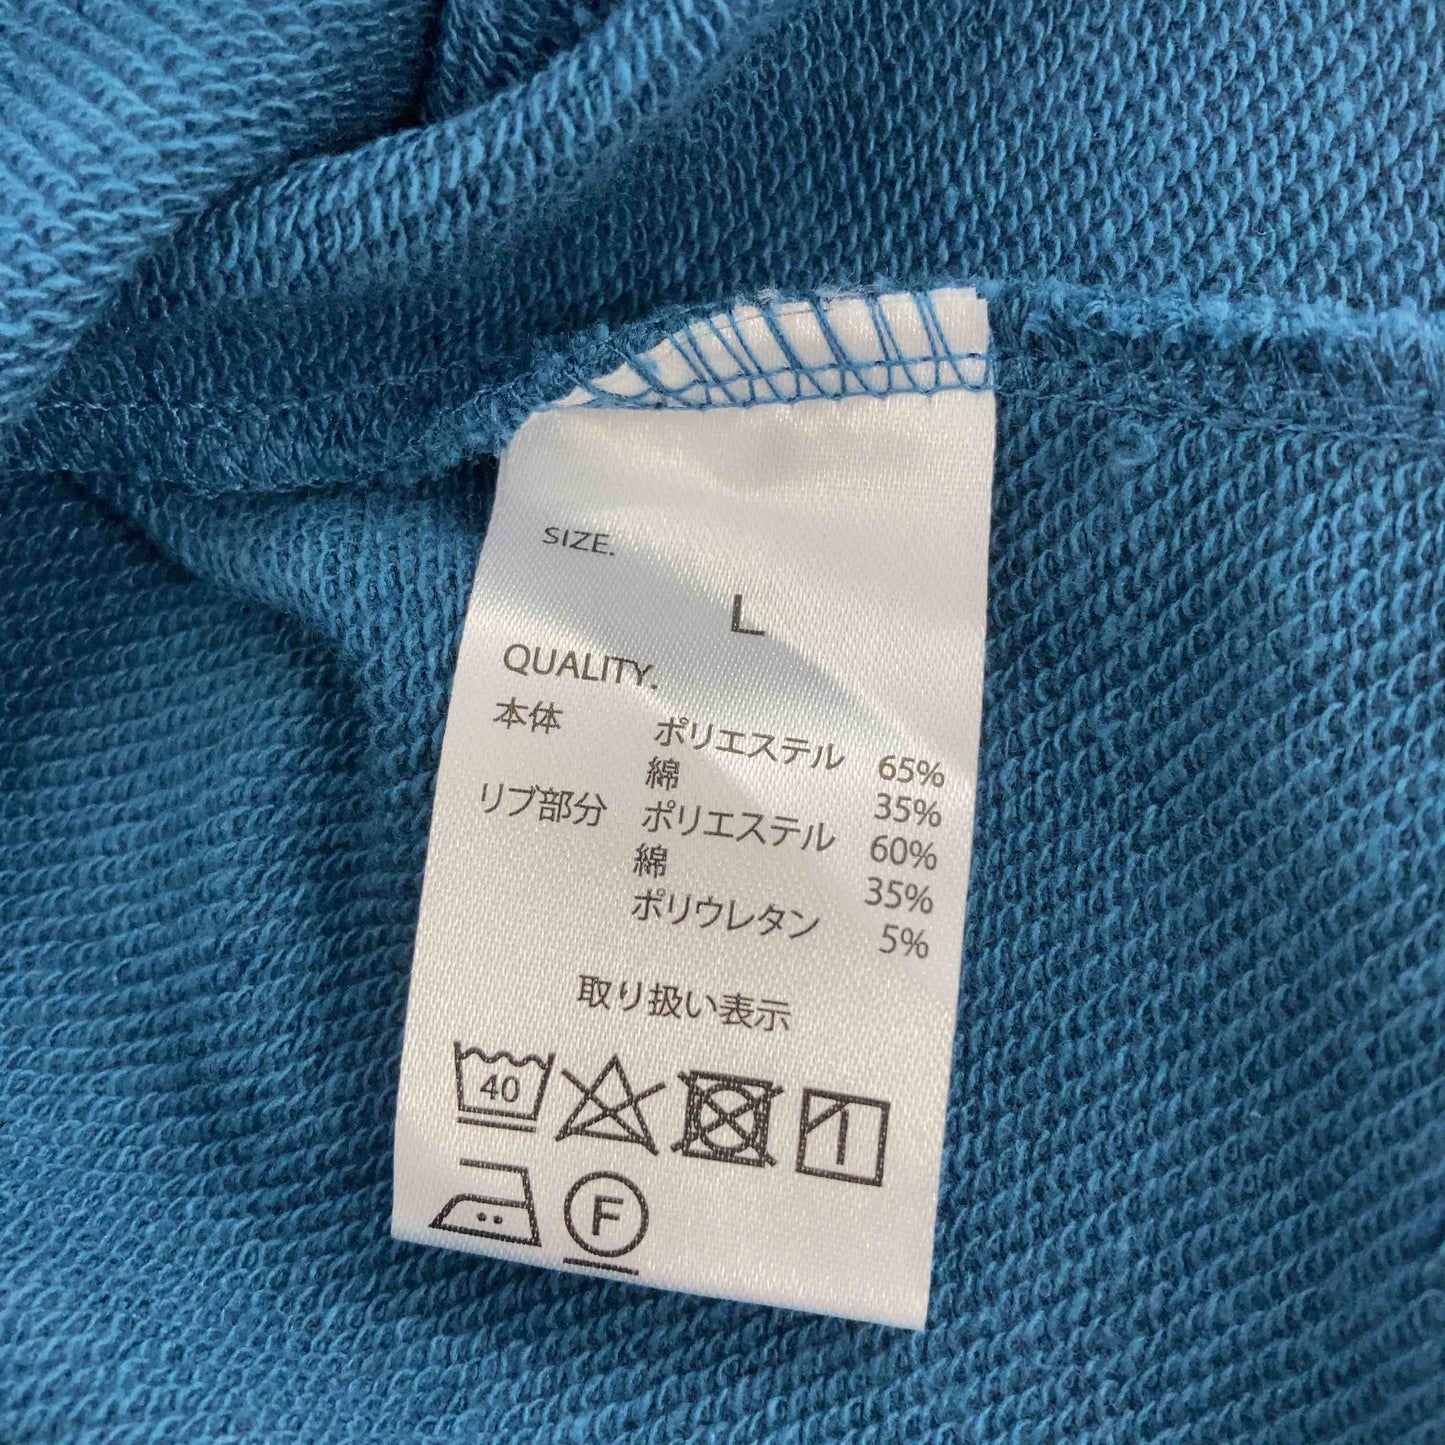 SIZE.
L
QUALITY.
本体 ポリエステル 65%
綿 35%
リブ部分 ポリエステル 60%
綿 35%
ポリウレタン 5%
取り扱い表示
40
F